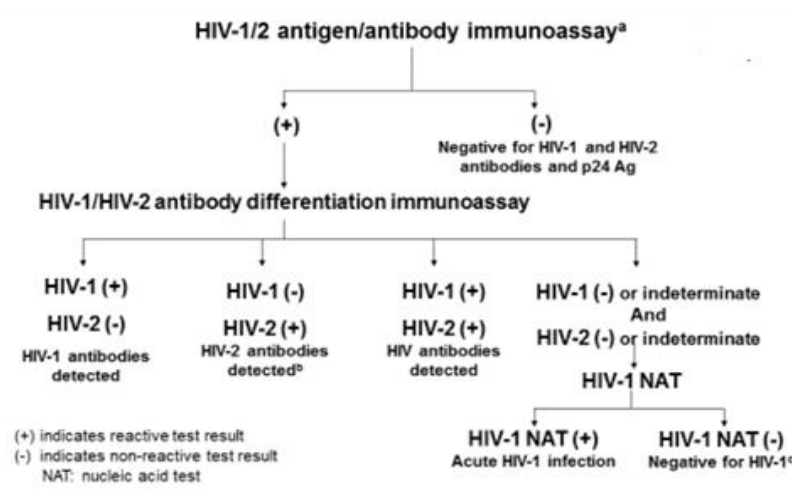 HIV-1/2 antigen/antibody immunoassayᵃ
(+)
(-)
Negative for HIV-1 and HIV-2
antibodies and p24 Ag
HIV-1/HIV-2 antibody differentiation immunoassay
HIV-1 (+)
HIV-2 (-)
HIV-1 antibodies
detected
HIV-1 (-)
HIV-2 (+)
HIV-2 antibodies
detectedᵇ
HIV-1 (+)
HIV-2 (+)
HIV antibodies
detected
HIV-1 (-) or indeterminate
And
HIV-2 (-) or indeterminate
HIV-1 NAT
HIV-1 NAT (+)
Acute HIV-1 infection
HIV-1 NAT (-)
Negative for HIV-1ᶜ
(+) indicates reactive test result
(-) indicates non-reactive test result
NAT: nucleic acid test